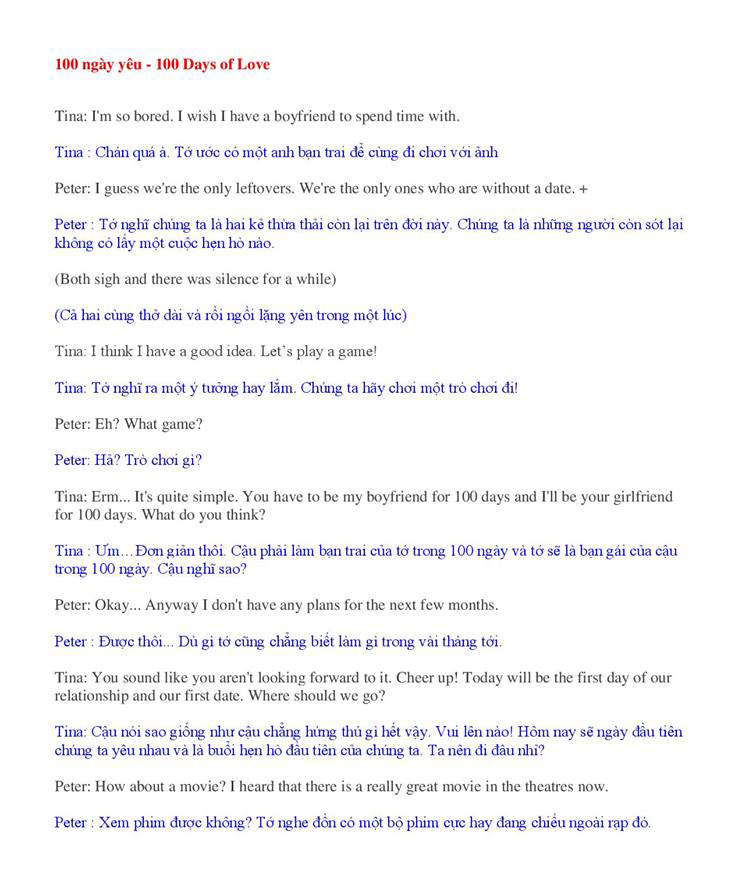 100 ngày yêu - 100 Days of Love
Tina: I'm so bored. I wish I have a boyfriend to spend time with.
Tina : Chán quá à. Tớ ước có một anh bạn trai để cùng đi chơi với ảnh
Peter: I guess we're the only leftovers. We're the only ones who are without a date. +
Peter : Tớ nghĩ chúng ta là hai kẻ thừa thải còn lại trên đời này. Chúng ta là những người còn sót lại
không có lấy một cuộc hẹn hò nào.
(Both sigh and there was silence for a while)
(Cả hai cùng thở dài và rồi ngồi lặng yên trong một lúc)
Tina: I think I have a good idea. Let’s play a game!
Tina: Tớ nghĩ ra một ý tưởng hay lắm. Chúng ta hãy chơi một trò chơi đi!
Peter: Eh? What game?
Peter: Hả? Trò chơi gì?
Tina: Erm... It's quite simple. You have to be my boyfriend for 100 days and I'll be your girlfriend
for 100 days. What do you think?
Tina : Ừm…Đơn giản thôi. Cậu phải làm bạn trai của tớ trong 100 ngày và tớ sẽ là bạn gái của cậu
trong 100 ngày. Cậu nghĩ sao?
Peter: Okay... Anyway I don't have any plans for the next few months.
Peter : Được thôi... Dù gì tớ cũng chẳng biết làm gì trong vài tháng tới.
Tina: You sound like you aren't looking forward to it. Cheer up! Today will be the first day of our
relationship and our first date. Where should we go?
Tina: Cậu nói sao giống như cậu chẳng hứng thú gì hết vậy. Vui lên nào! Hôm nay sẽ ngày đầu tiên
chúng ta yêu nhau và là buổi hẹn hò đầu tiên của chúng ta. Ta nên đi đâu nhỉ?
Peter: How about a movie? I heard that there is a really great movie in the theatres now.
Peter : Xem phim được không? Tớ nghe đồn có một bộ phim cực hay đang chiếu ngoài rạp đó.